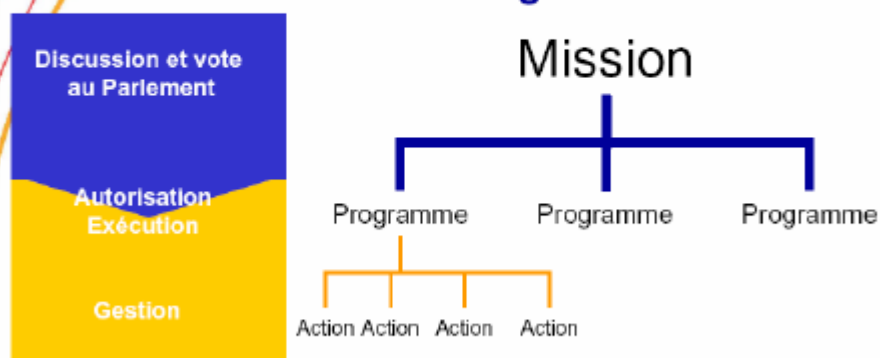 Discussion et vote
au Parlement
Mission
Autorisation
Exécution
Programme Programme Programme
Gestion
Action Action Action Action